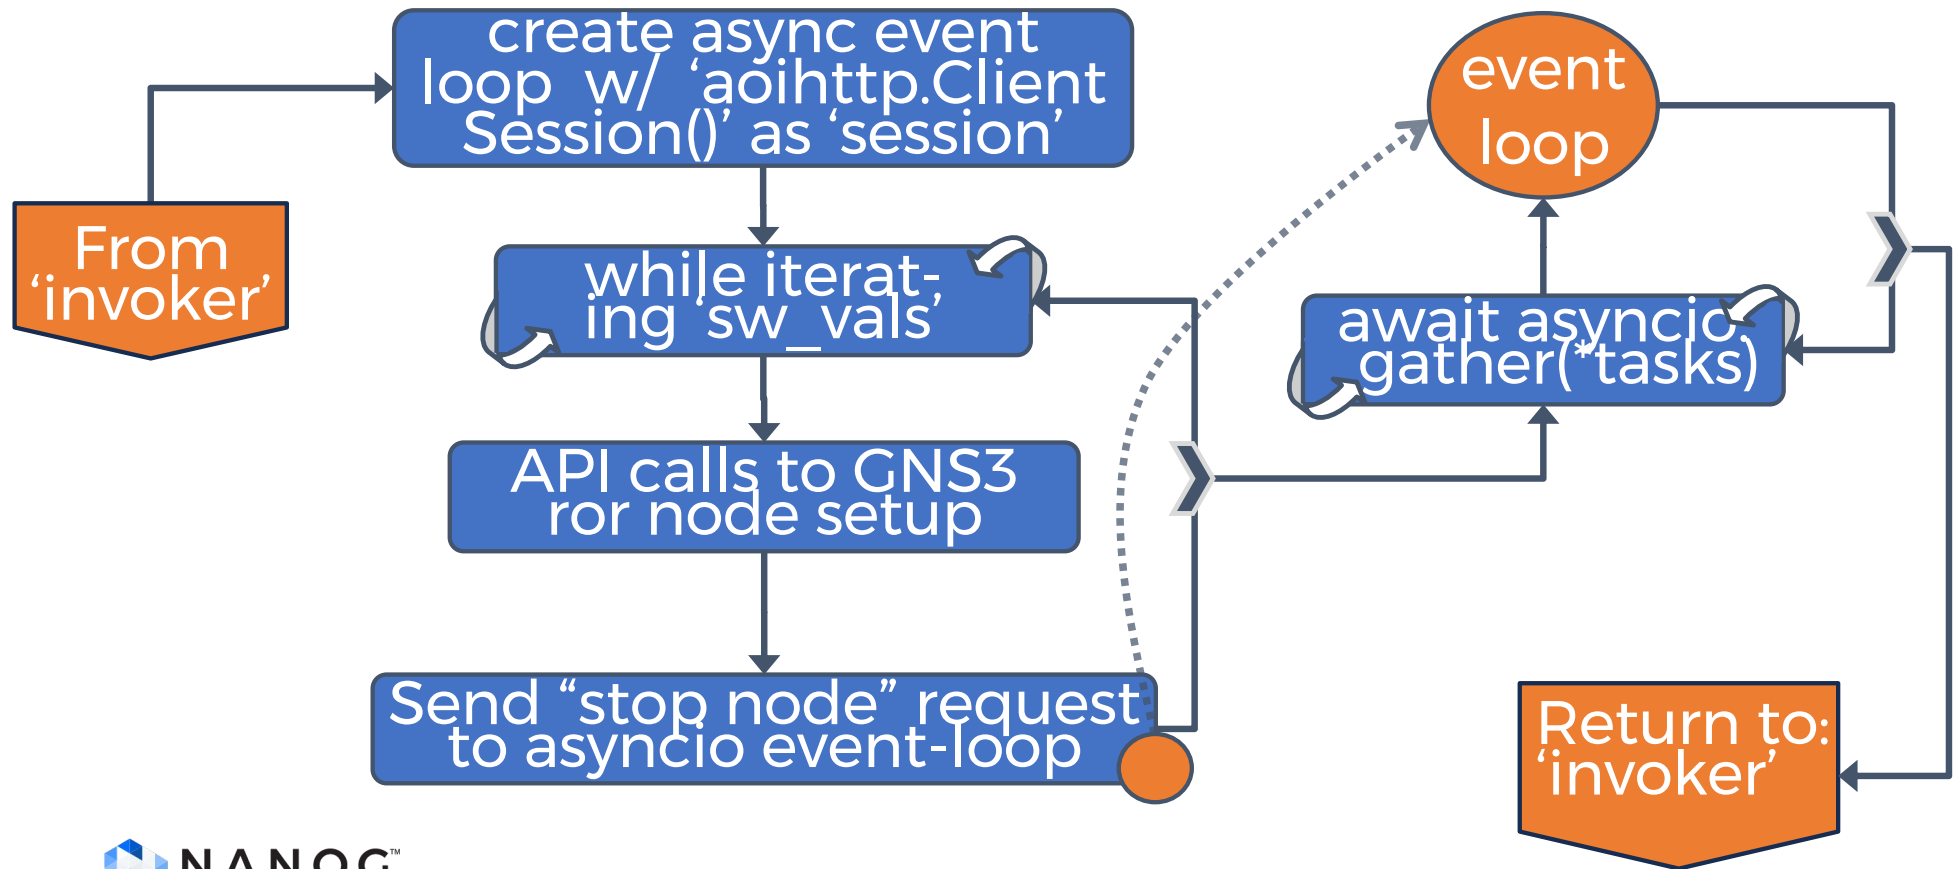 create async event
loop w/ ‘aoihttp.Client
Session()’ as ‘session’
From
‘invoker’
while iterat-
ing ‘sw_vals’
API calls to GNS3
ror node setup
Send “stop node” request
to asyncio event-loop
event
loop
await asyncio.
gather(*tasks)
Return to:
‘invoker’
NANOG™